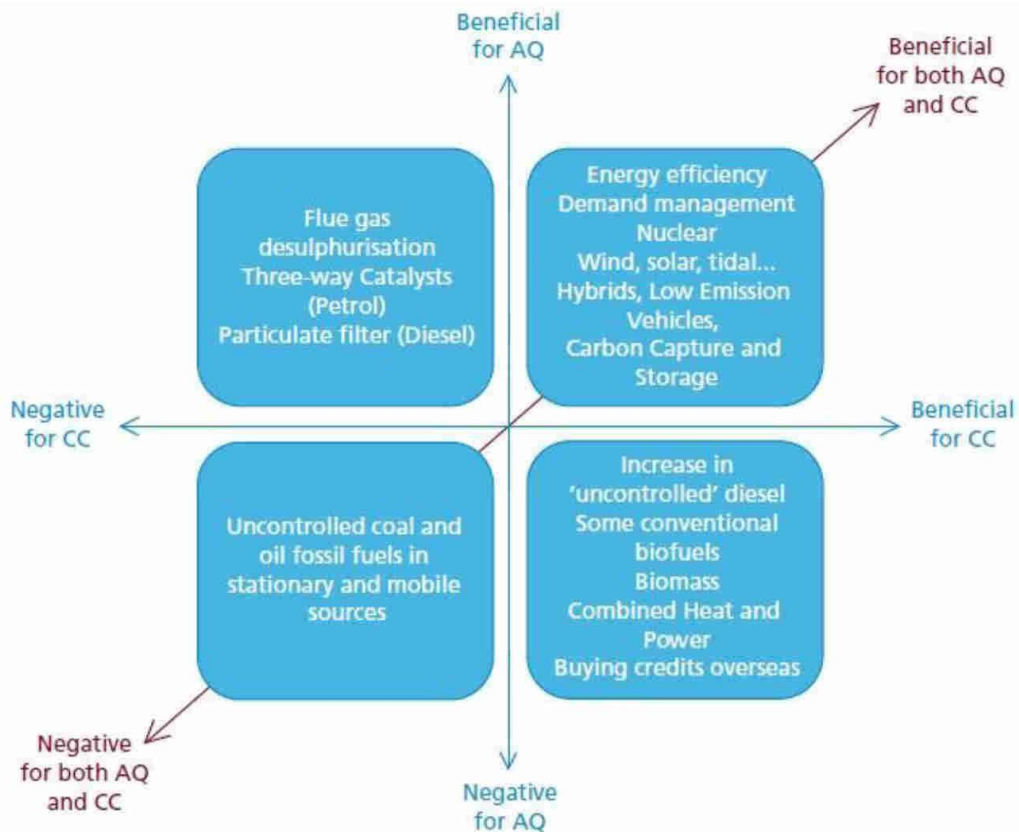 Beneficial
for AQ
Beneficial
for both AQ
and CC
Flue gas
desulphurisation
Three-way Catalysts
(Petrol)
Particulate filter (Diesel)
Energy efficiency
Demand management
Nuclear
Wind, solar, tidal...
Hybrids, Low Emission
Vehicles,
Carbon Capture and
Storage
Negative
for CC
Beneficial
for CC
Uncontrolled coal and
oil fossil fuels in
stationary and mobile
sources
Increase in
'uncontrolled' diesel
Some conventional
biofuels
Biomass
Combined Heat and
Power
Buying credits overseas
Negative
for both AQ
and CC
Negative
for AQ